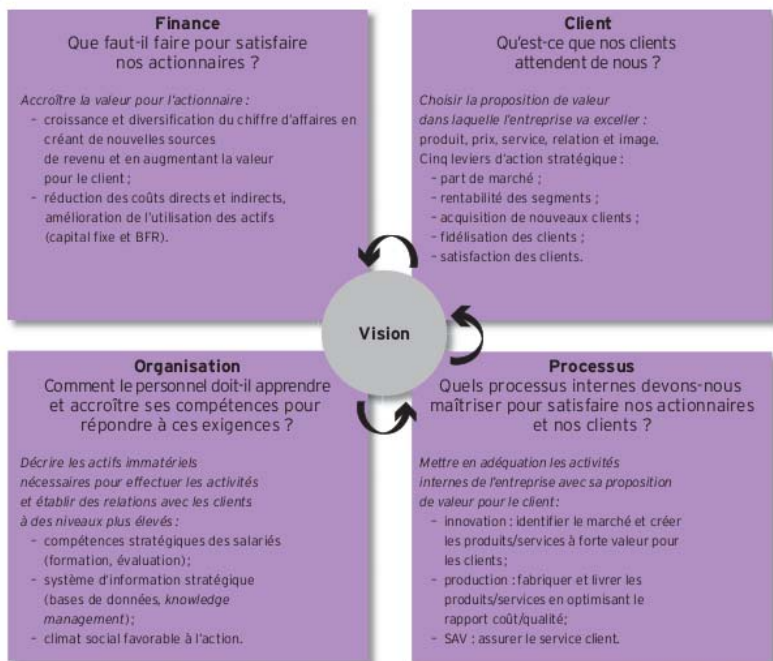 Finance
Que faut-il faire pour satisfaire
nos actionnaires ?
Accroître la valeur pour l'actionnaire :
– croissance et diversification du chiffre d'affaires en
créant de nouvelles sources
de revenu et en augmentant la valeur
pour le client ;
– réduction des coûts directs et indirects,
amélioration de l'utilisation des actifs
(capital fixe et BFR).
Client
Qu'est-ce que nos clients
attendent de nous ?
Choisir la proposition de valeur
dans laquelle l'entreprise va exceller :
produit, prix, service, relation et image.
Cinq leviers d'action stratégique :
– part de marché ;
– rentabilité des segments ;
– acquisition de nouveaux clients ;
– fidélisation des clients ;
– satisfaction des clients.
Vision
Organisation
Comment le personnel doit-il apprendre
et accroître ses compétences pour
répondre à ces exigences ?
Décrire les actifs immatériels
nécessaires pour effectuer les activités
et établir des relations avec les clients
à des niveaux plus élevés :
– compétences stratégiques des salariés
(formation, évaluation) ;
– système d'information stratégique
(bases de données, knowledge
management) ;
– climat social favorable à l'action.
Processus
Quels processus internes devons-nous
maîtriser pour satisfaire nos actionnaires
et nos clients ?
Mettre en adéquation les activités
internes de l'entreprise avec sa proposition
de valeur pour le client :
– innovation : identifier le marché et créer
les produits/services à forte valeur pour
les clients ;
– production : fabriquer et livrer les
produits/services en optimisant le
rapport coût/qualité;
– SAV : assurer le service client.